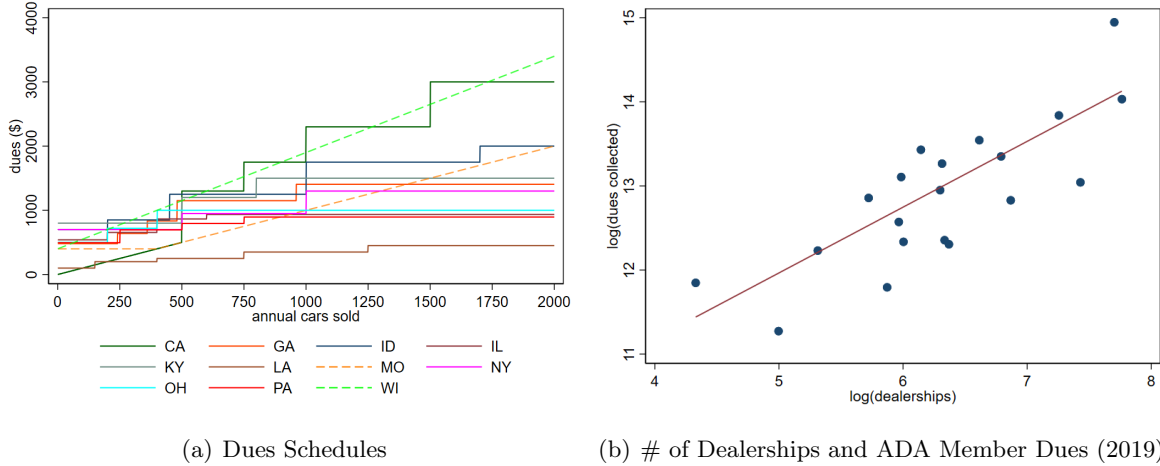 dues ($)
0
1000
2000
3000
4000
0 250 500 750 1000 1250 1500 1750 2000
annual cars sold
CA GA ID IL
KY LA MO NY
OH PA WI
(a) Dues Schedules
log(dues collected)
11
12
13
14
15
4 5 6 7 8
log(dealerships)
(b) # of Dealerships and ADA Member Dues (2019)